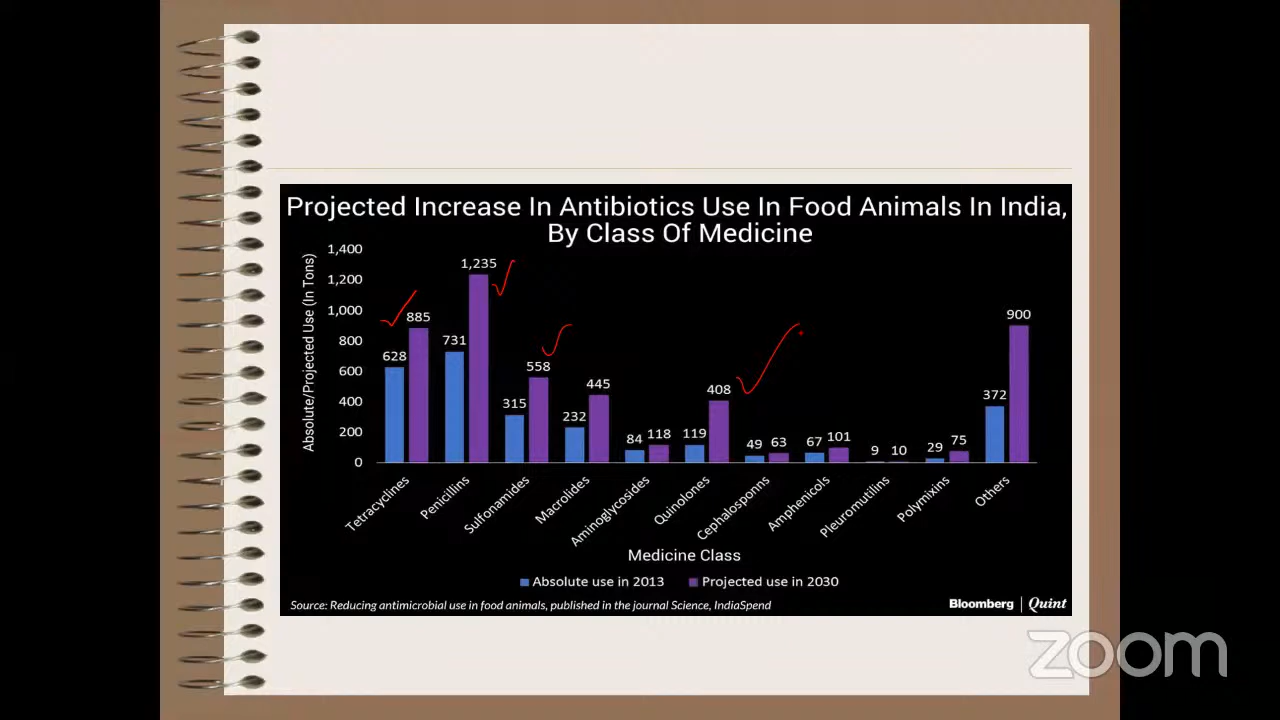 Projected Increase In Antibiotics Use In Food Animals In India,
By Class Of Medicine
Absolute/Projected Use (In Tons)
1,400
1,200
1,000
800
600
400
200
0
628
885
731
1,235
315
558
232
445
84
118
119
408
49
63
67
101
9
10
29
75
372
900
Tetracyclines
Penicillins
Sulfonamides
Macrolides
Aminoglycosides
Quinolones
Cephalosponns
Amphenicols
Pleuromutilins
Polymixins
Others
Medicine Class
Absolute use in 2013
Projected use in 2030
Source: Reducing antimicrobial use in food animals, published in the journal Science, IndiaSpend
Bloomberg | Quint
zoom